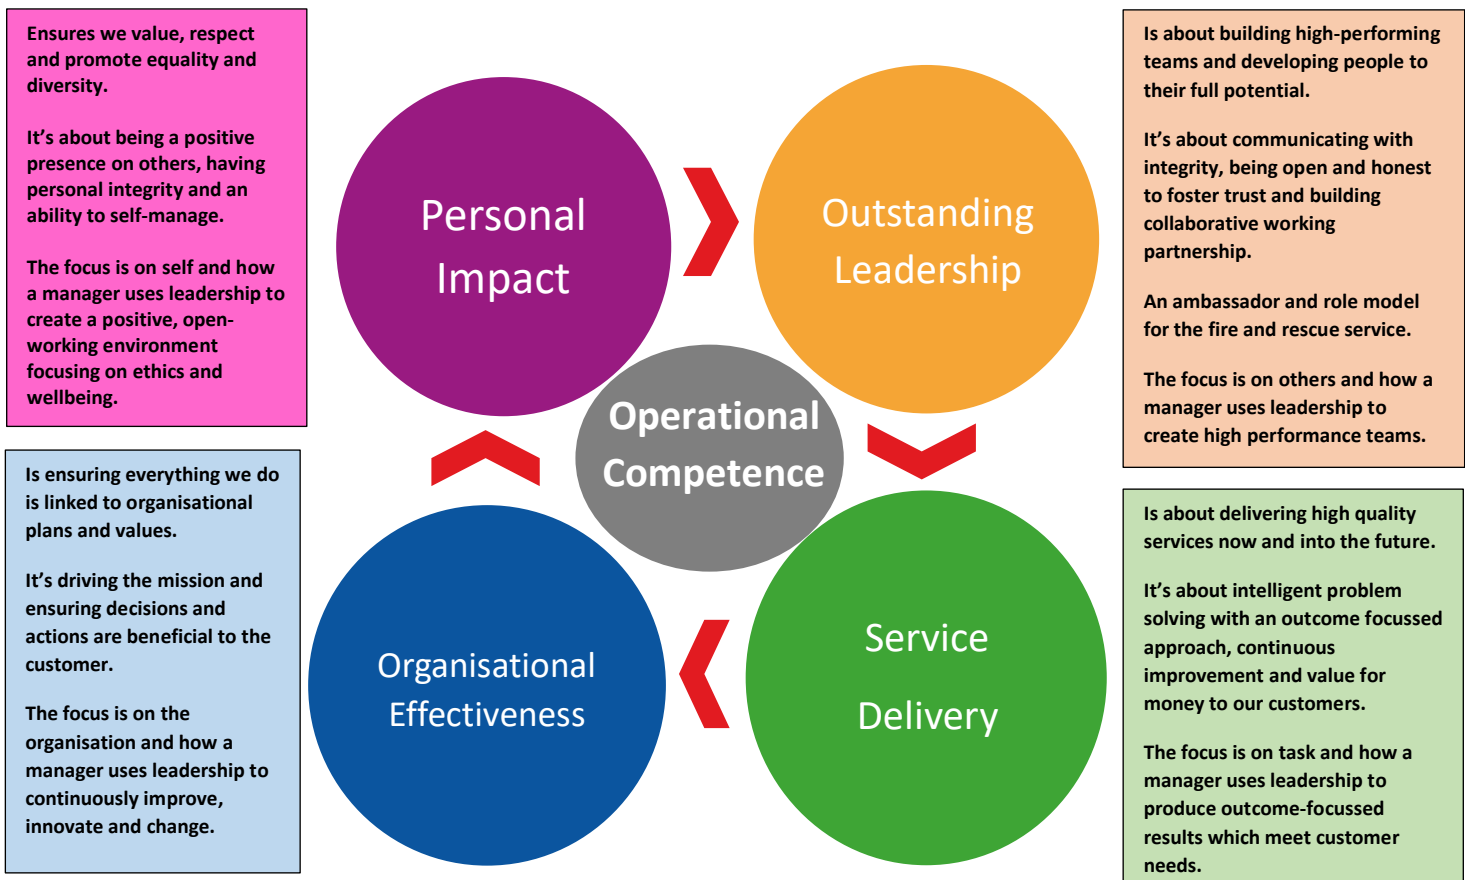 Ensures we value, respect
and promote equality and
diversity.
It’s about being a positive
presence on others, having
personal integrity and an
ability to self-manage.
The focus is on self and how
a manager uses leadership to
create a positive, open-
working environment
focusing on ethics and
wellbeing.
Personal
Impact
Outstanding
Leadership
Is about building high-performing
teams and developing people to
their full potential.
It’s about communicating with
integrity, being open and honest
to foster trust and building
collaborative working
partnership.
An ambassador and role model
for the fire and rescue service.
The focus is on others and how a
manager uses leadership to
create high performance teams.
Operational
Competence
Is ensuring everything we do
is linked to organisational
plans and values.
It’s driving the mission and
ensuring decisions and
actions are beneficial to the
customer.
The focus is on the
organisation and how a
manager uses leadership to
continuously improve,
innovate and change.
Organisational
Effectiveness
Service
Delivery
Is about delivering high quality
services now and into the future.
It’s about intelligent problem
solving with an outcome focussed
approach, continuous
improvement and value for
money to our customers.
The focus is on task and how a
manager uses leadership to
produce outcome-focussed
results which meet customer
needs.